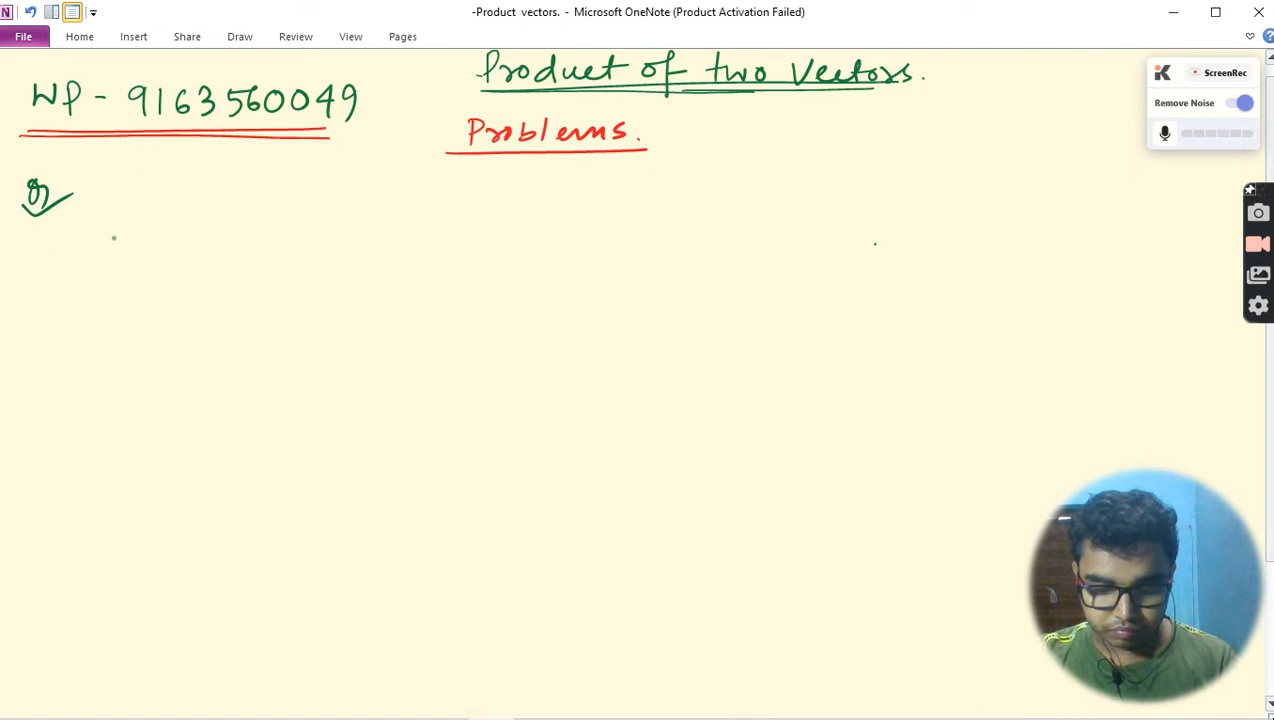 -Product vectors. - Microsoft OneNote (Product Activation Failed)
File Home Insert Share Draw Review View Pages
Product of two Vectors.
WP - 9163560049
Problems.
ScreenRec
Remove Noise